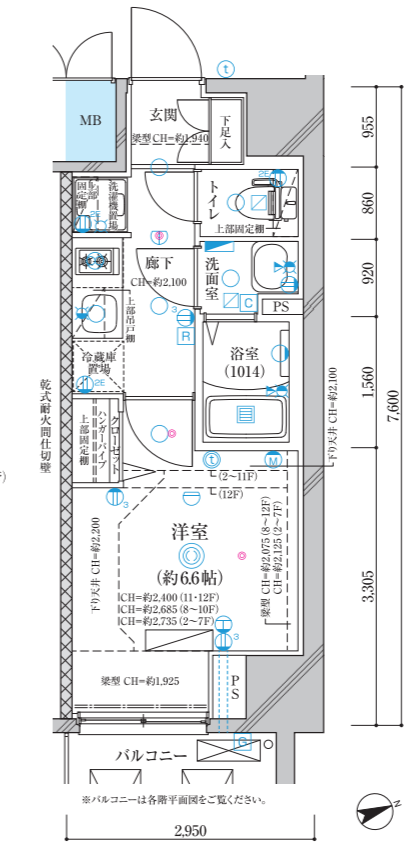 t
MB
玄関
梁型 CH=約1,940
下足入
955
上部
固定棚
洗濯機置場
2E
トイレ
2E
上部固定棚
860
廊下
CH=約2,100
洗面室
920
上部吊戸棚
3
R
C
PS
冷蔵庫
置場
2E
浴室
(1014)
1,560
7,600
下り天井 CH=約2,100
乾式耐火間仕切壁
クローゼット
ハンガーパイプ
上部固定棚
t
M
(2〜11F)
(12F)
3
洋室
(約6.6帖)
CH=約2,400 (11・12F)
CH=約2,685 (8〜10F)
CH=約2,735 (2〜7F)
下り天井 CH=約2,200
梁型 CH=約2,075 (8〜12F)
CH=約2,125 (2〜7F)
3,305
3
梁型 CH=約1,925
PS
G
バルコニー
※バルコニーは各階平面図をご覧ください。
2,950
N